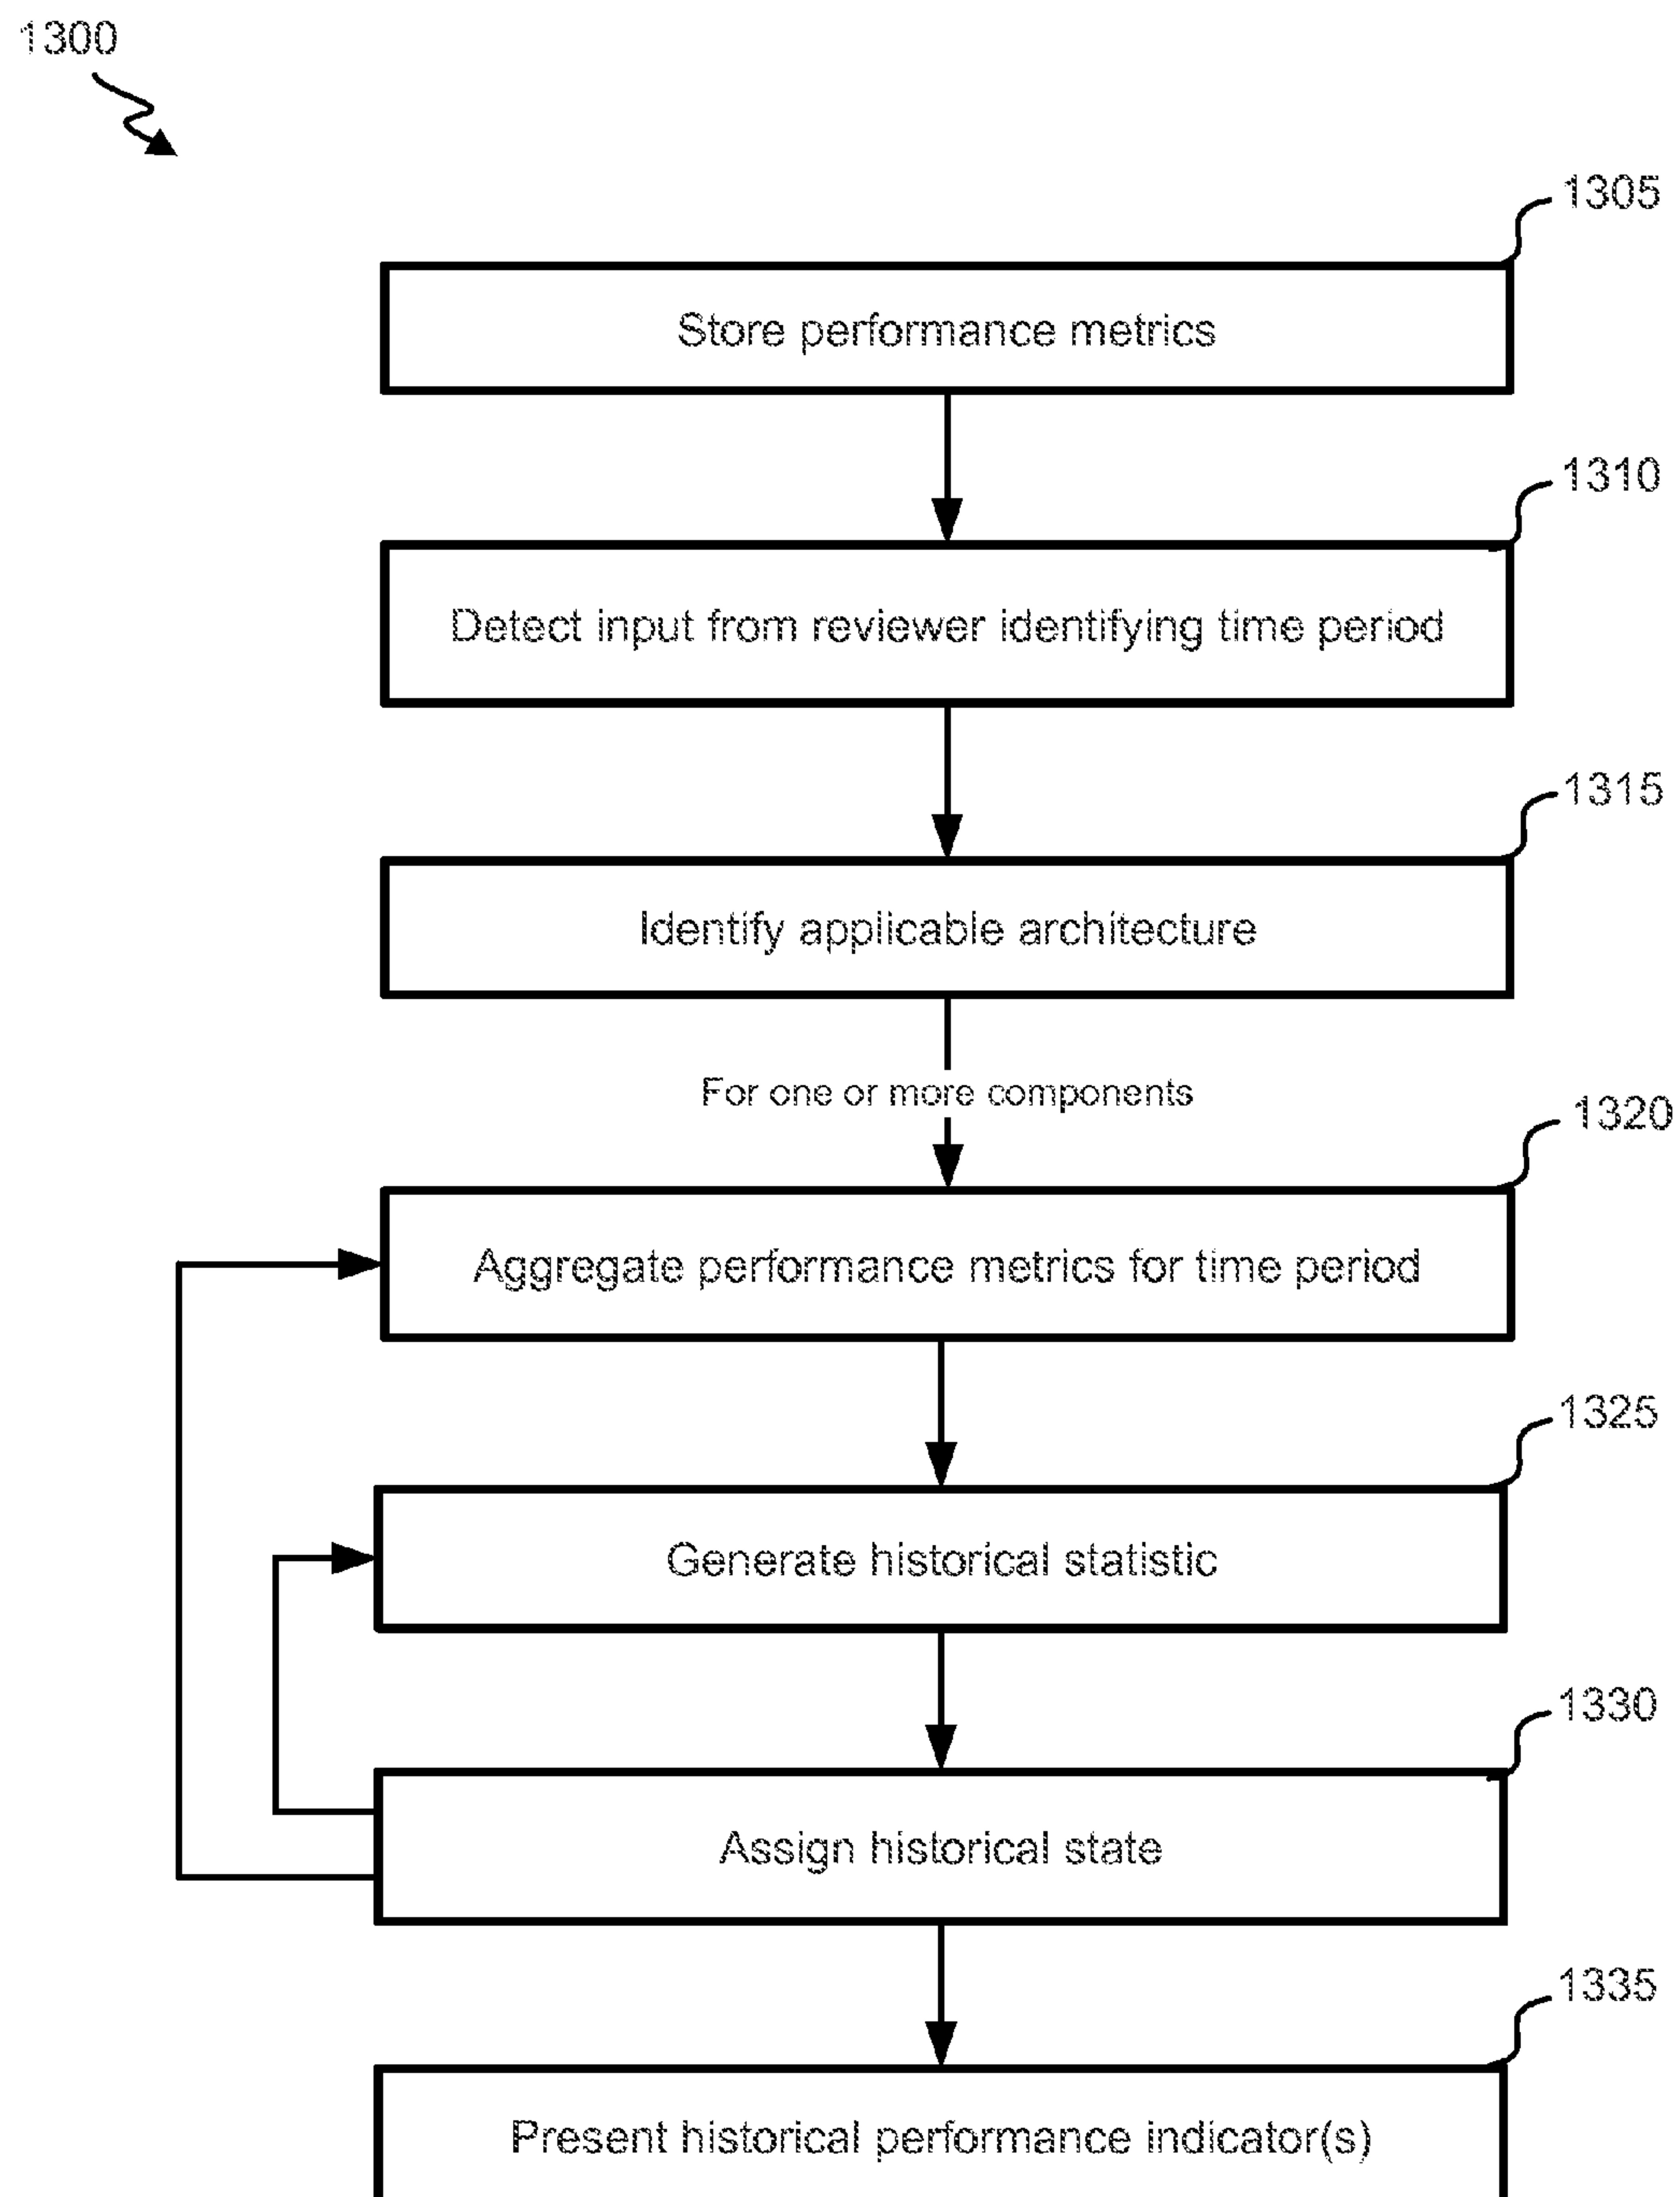 1300
1305
Store performance metrics
1310
Detect input from reviewer identifying time period
1315
Identify applicable architecture
For one or more components
1320
Aggregate performance metrics for time period
1325
Generate historical statistic
1330
Assign historical state
1335
Present historical performance indicator(s)